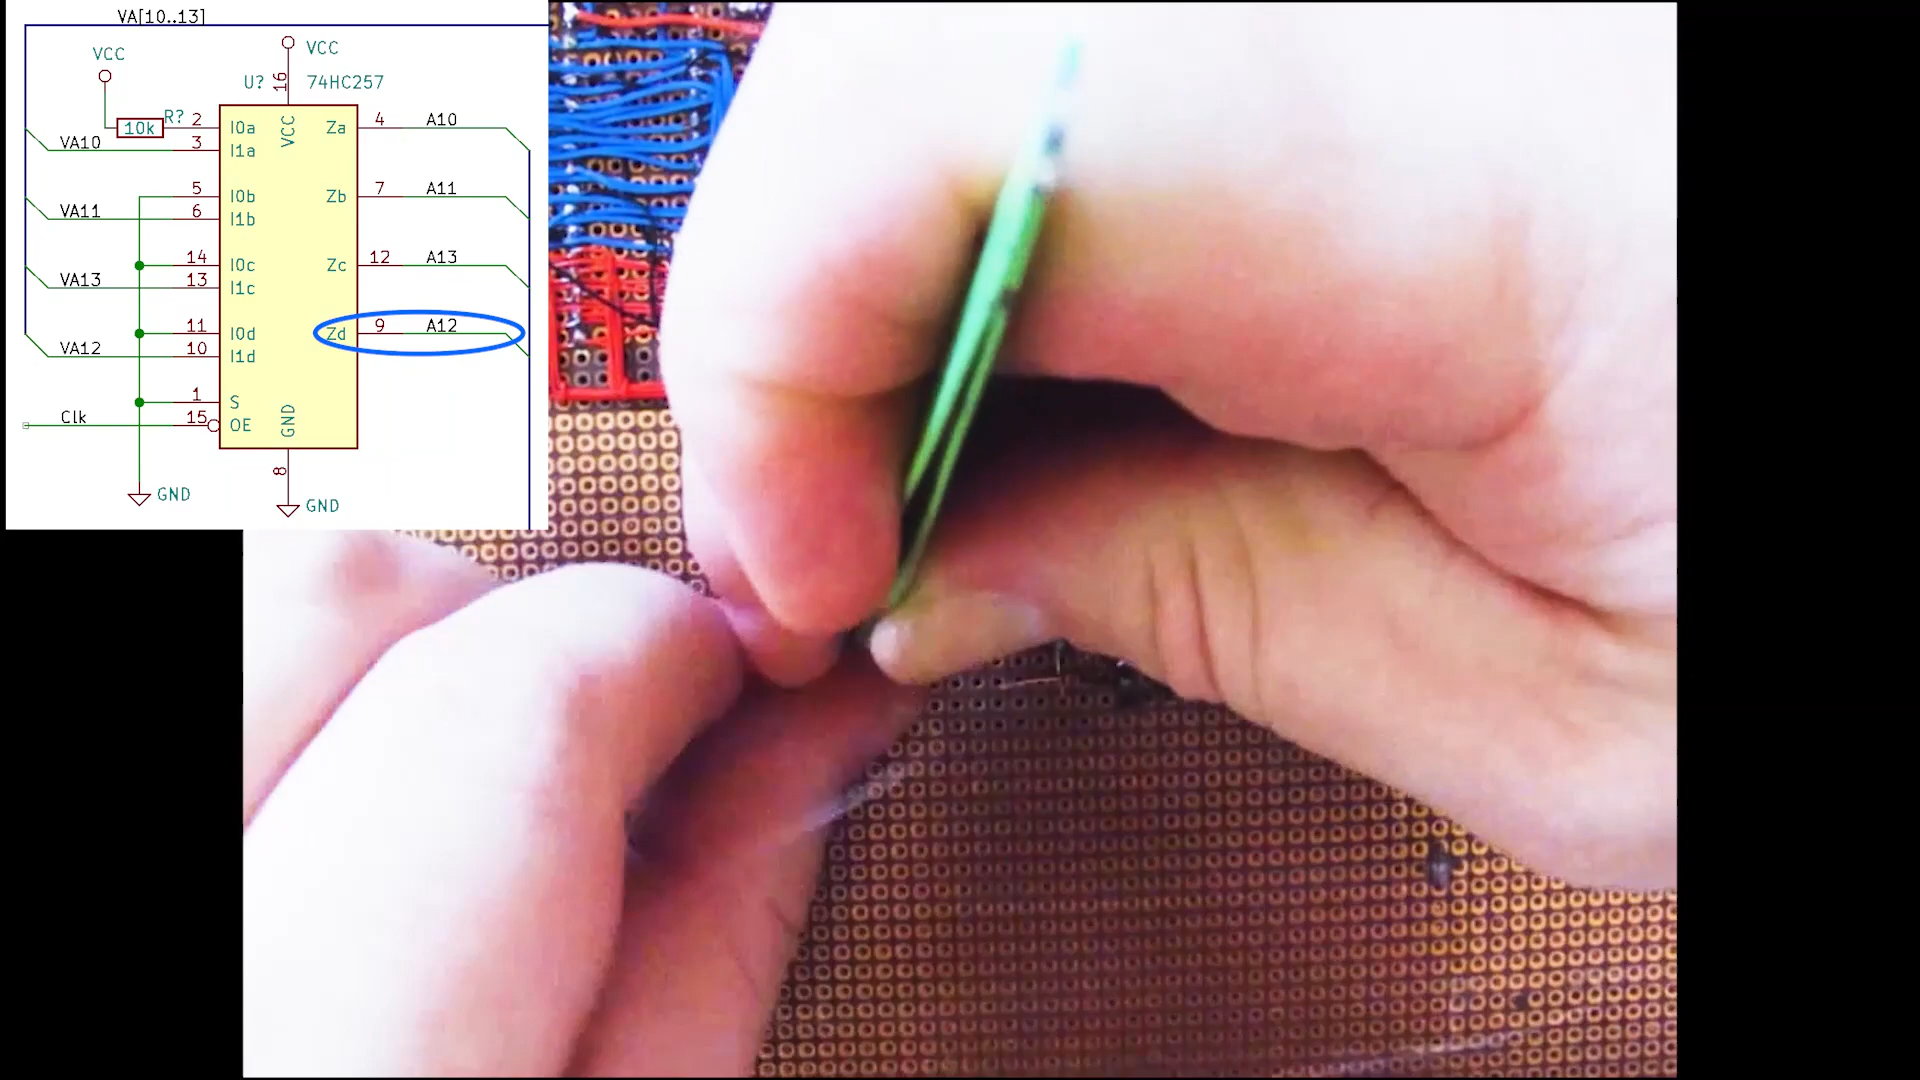 VA[10..13]
VCC
VCC
U? 16 74HC257
10k R? 2 I0a VCC Za 4 A10
VA10 3 I1a
5 I0b Zb 7 A11
VA11 6 I1b
14 I0c Zc 12 A13
VA13 13 I1c
11 I0d Zd 9 A12
VA12 10 I1d
1 S
Clk 15 OE GND
8
GND
GND